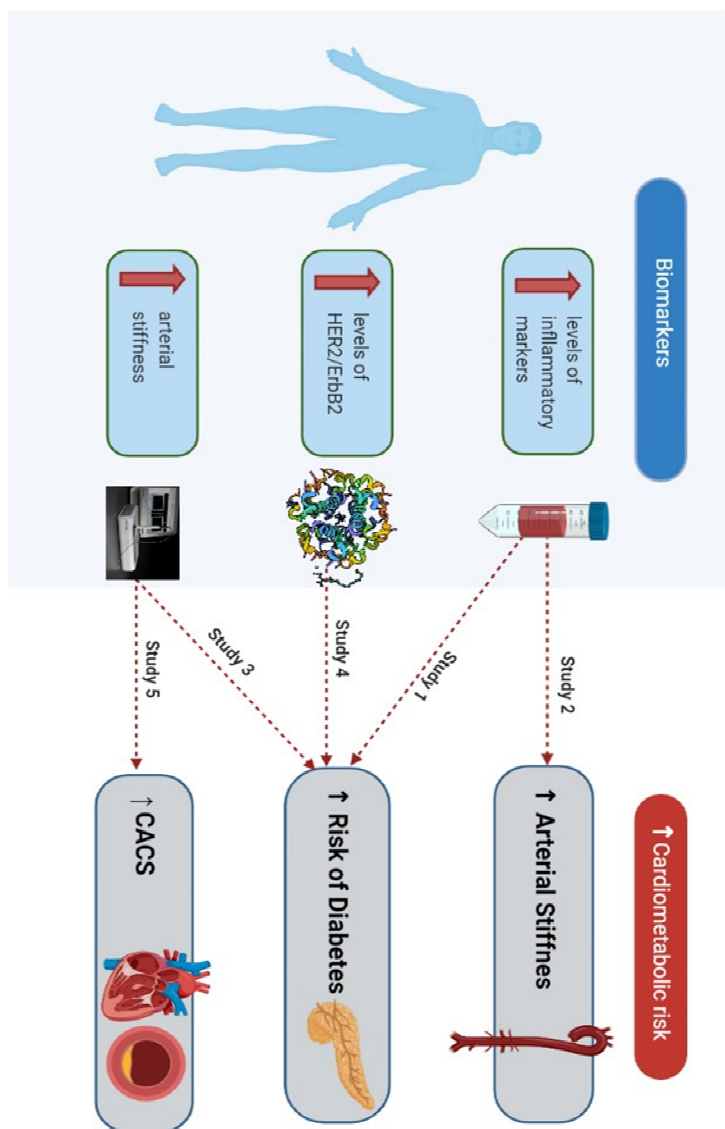 Biomarkers
↑Cardiometabolic risk
levels of
infllammatory
markers
Study 2
Study 1
↑ Arterial Stiffnes
levels of
HER2/ErbB2
Study 4
↑ Risk of Diabetes
arterial
stiffness
Study 3
Study 5
↑CACS